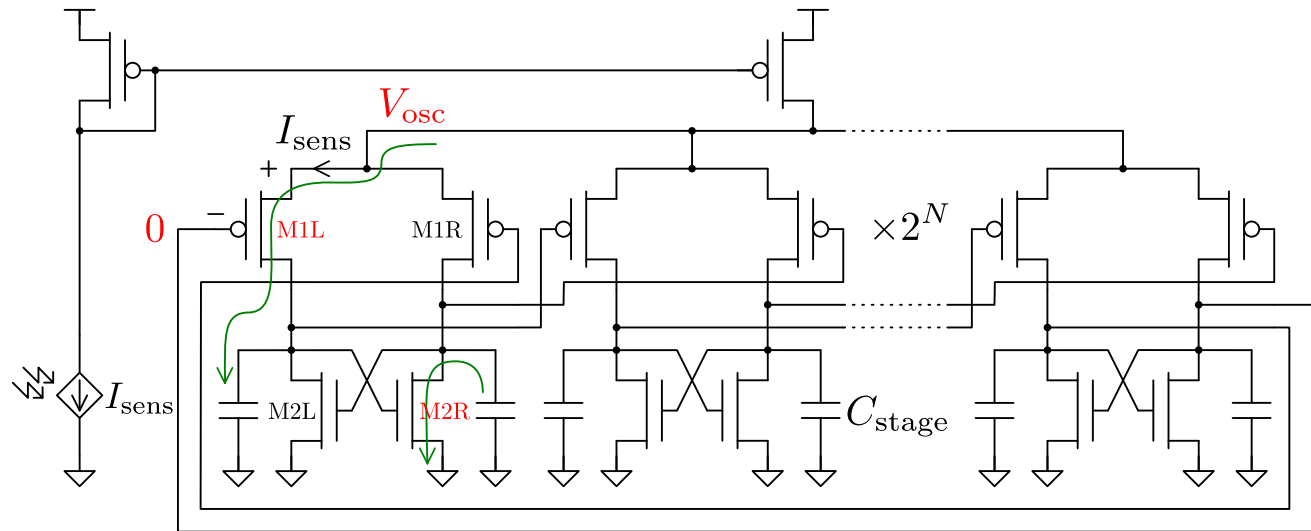 V_osc
I_sens
+
−
0
M1L
M1R
×2^N
I_sens
M2L
M2R
C_stage